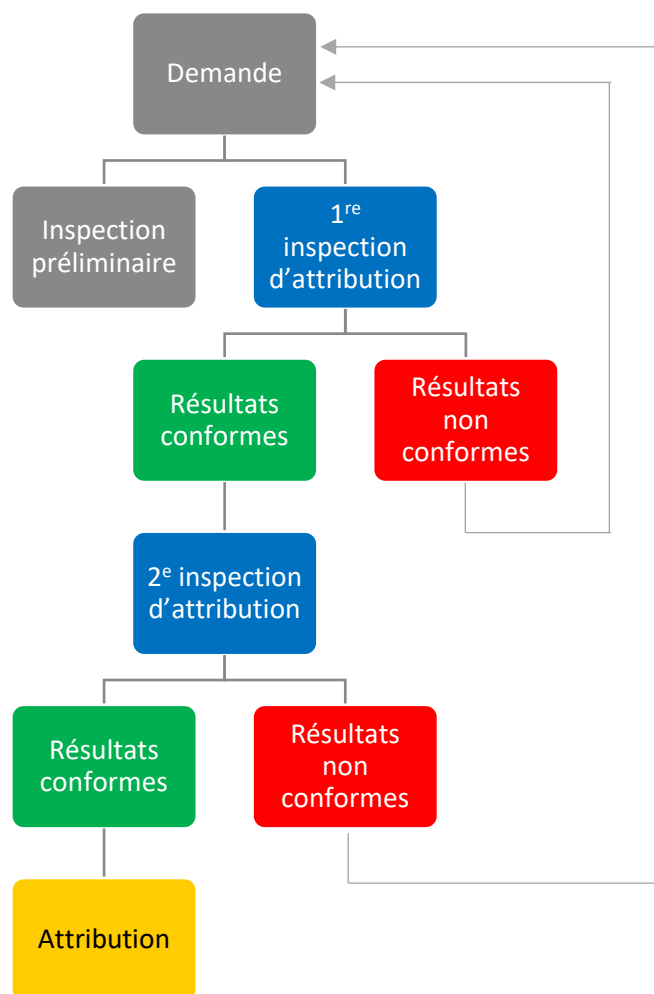 Demande
Inspection
préliminaire
1re
inspection
d’attribution
Résultats
conformes
Résultats
non
conformes
2e inspection
d’attribution
Résultats
conformes
Résultats
non
conformes
Attribution